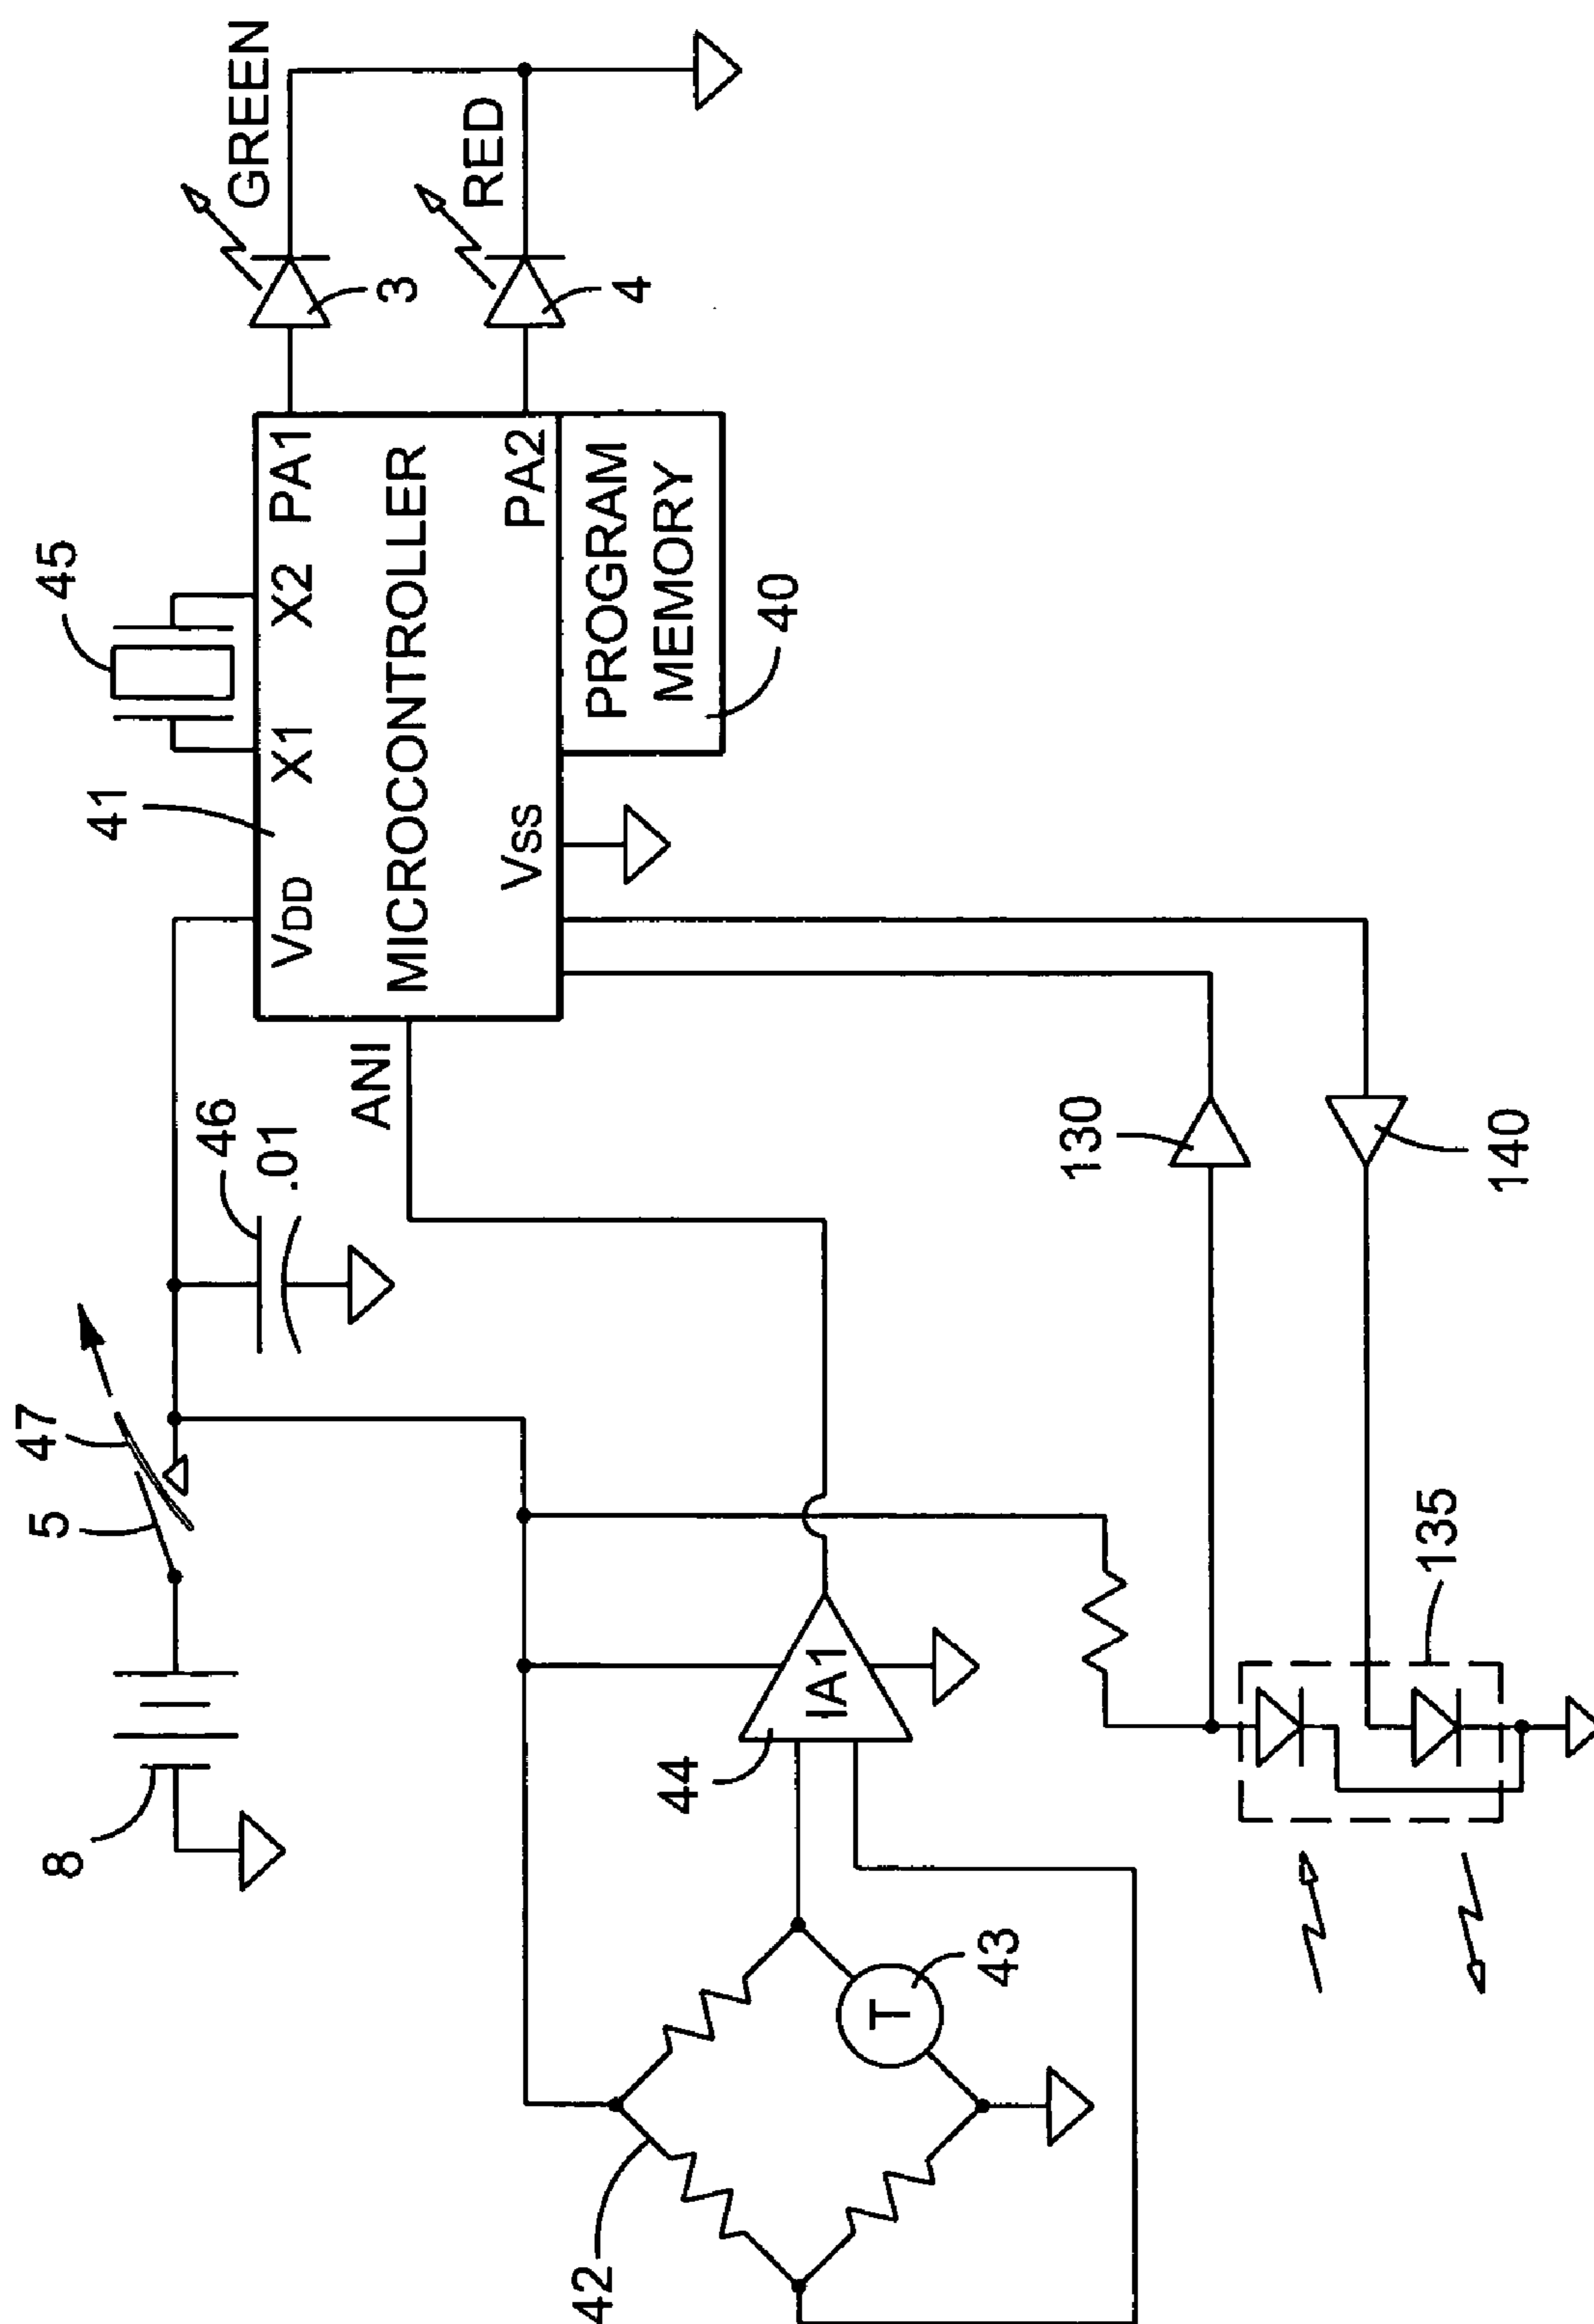 8
5
47
46
.01
ANI
41
VDD
X1
X2
PA1
45
MICROCONTROLLER
VSS
PA2
PROGRAM
MEMORY
40
GREEN
3
RED
4
42
T
43
44
IA1
130
140
135